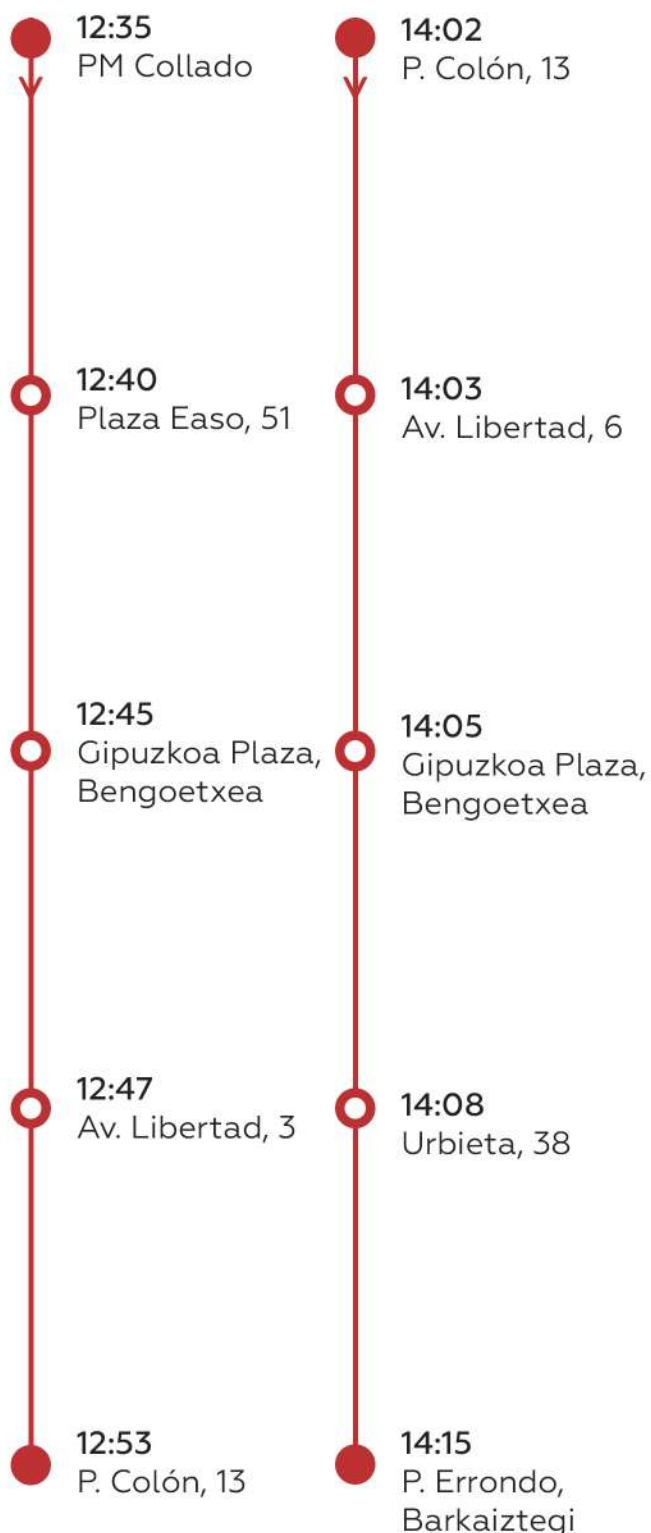 12:35
PM Collado
12:40
Plaza Easo, 51
12:45
Gipuzkoa Plaza,
Bengoetxea
12:47
Av. Libertad, 3
12:53
P. Colón, 13
14:02
P. Colón, 13
14:03
Av. Libertad, 6
14:05
Gipuzkoa Plaza,
Bengoetxea
14:08
Urbieta, 38
14:15
P. Errondo,
Barkaiztegi